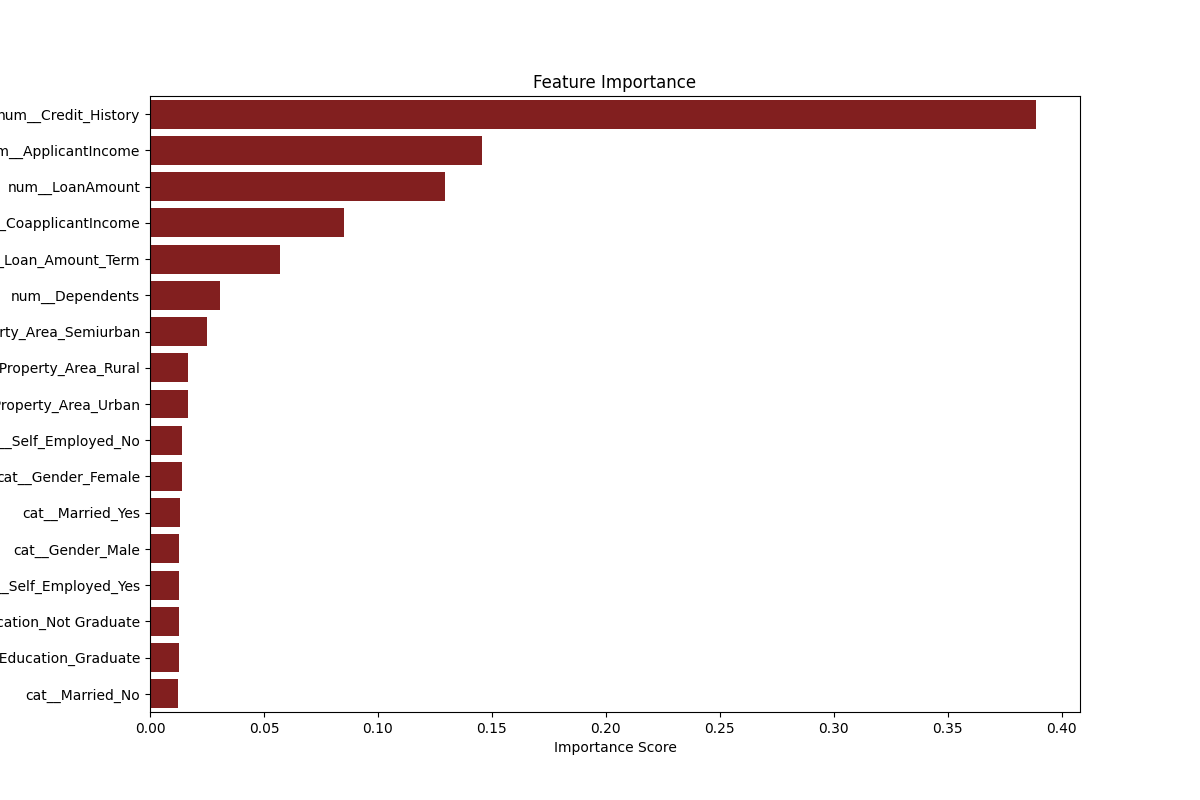 Feature Importance
num__Credit_History
m__ApplicantIncome
num__LoanAmount
_CoapplicantIncome
_Loan_Amount_Term
num__Dependents
rty_Area_Semiurban
Property_Area_Rural
Property_Area_Urban
__Self_Employed_No
cat__Gender_Female
cat__Married_Yes
cat__Gender_Male
__Self_Employed_Yes
cation_Not Graduate
Education_Graduate
cat__Married_No
0.00 0.05 0.10 0.15 0.20 0.25 0.30 0.35 0.40
Importance Score